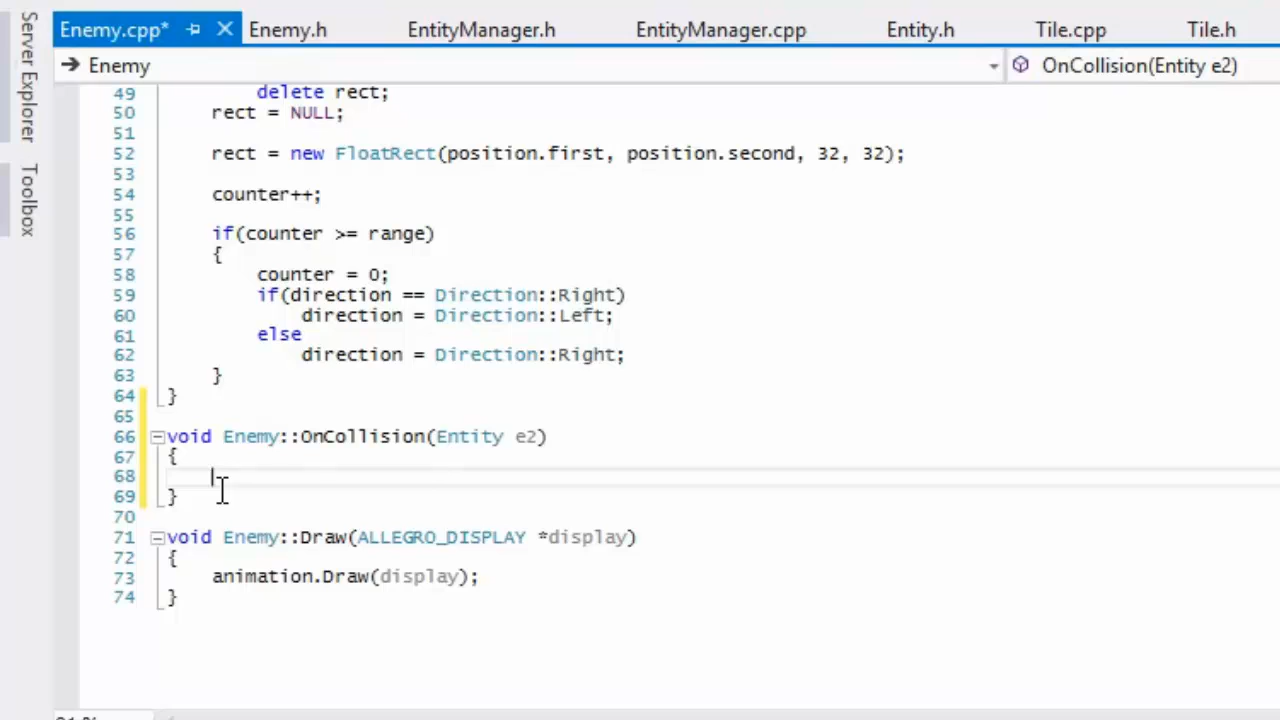 Server Explorer
Toolbox
Enemy.cpp* Enemy.h EntityManager.h EntityManager.cpp Entity.h Tile.cpp Tile.h
Enemy OnCollision(Entity e2)
49 delete rect;
50 rect = NULL;
51
52 rect = new FloatRect(position.first, position.second, 32, 32);
53
54 counter++;
55
56 if(counter >= range)
57 {
58 counter = 0;
59 if(direction == Direction::Right)
60 direction = Direction::Left;
61 else
62 direction = Direction::Right;
63 }
64 }
65
66 void Enemy::OnCollision(Entity e2)
67 {
68
69 }
70
71 void Enemy::Draw(ALLEGRO_DISPLAY *display)
72 {
73 animation.Draw(display);
74 }